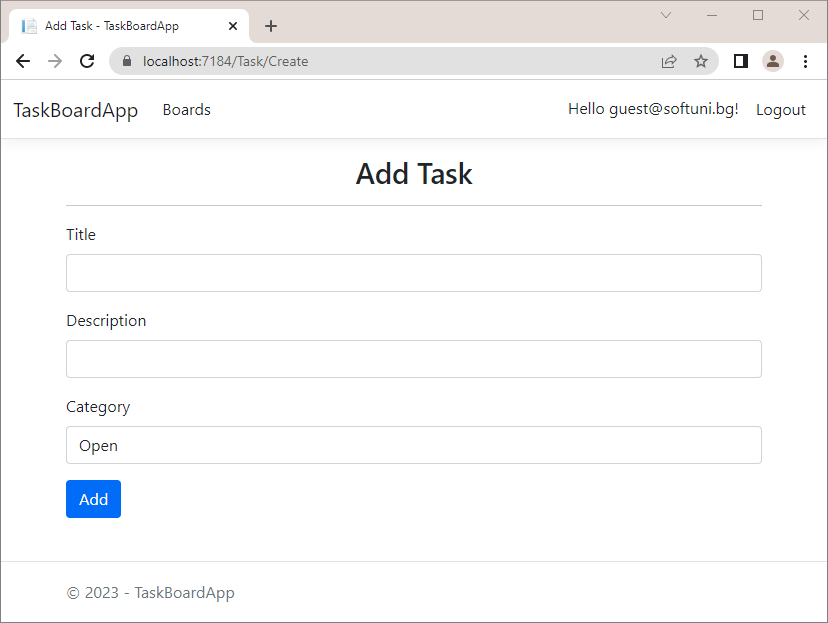 Add Task - TaskBoardApp
localhost:7184/Task/Create
TaskBoardApp Boards Hello guest@softuni.bg! Logout
Add Task
Title
Description
Category
Open
Add
© 2023 - TaskBoardApp